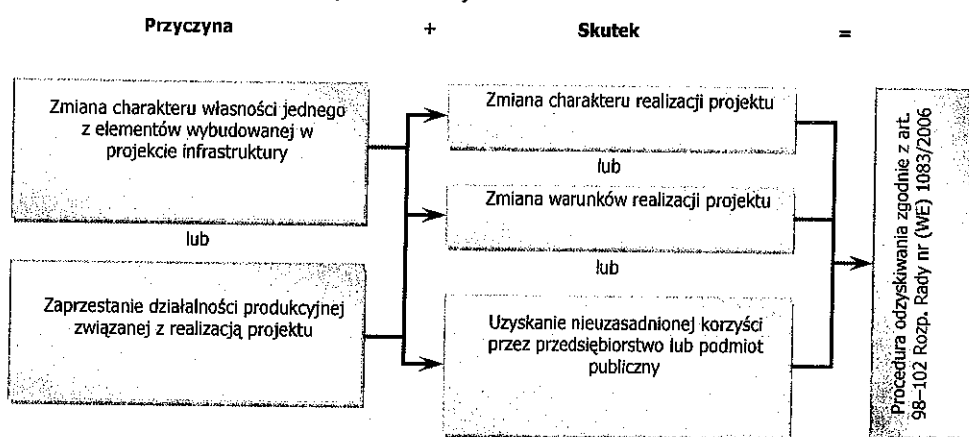 Przyczyna + Skutek =
Zmiana charakteru własności jednego
z elementów wybudowanej w
projekcie infrastruktury
lub
Zaprzestanie działalności produkcyjnej
związanej z realizacją projektu
Zmiana charakteru realizacji projektu
lub
Zmiana warunków realizacji projektu
lub
Uzyskanie nieuzasadnionej korzyści
przez przedsiębiorstwo lub podmiot
publiczny
Procedura odzyskiwania zgodnie z art.
98–102 Rozp. Rady nr (WE) 1083/2006